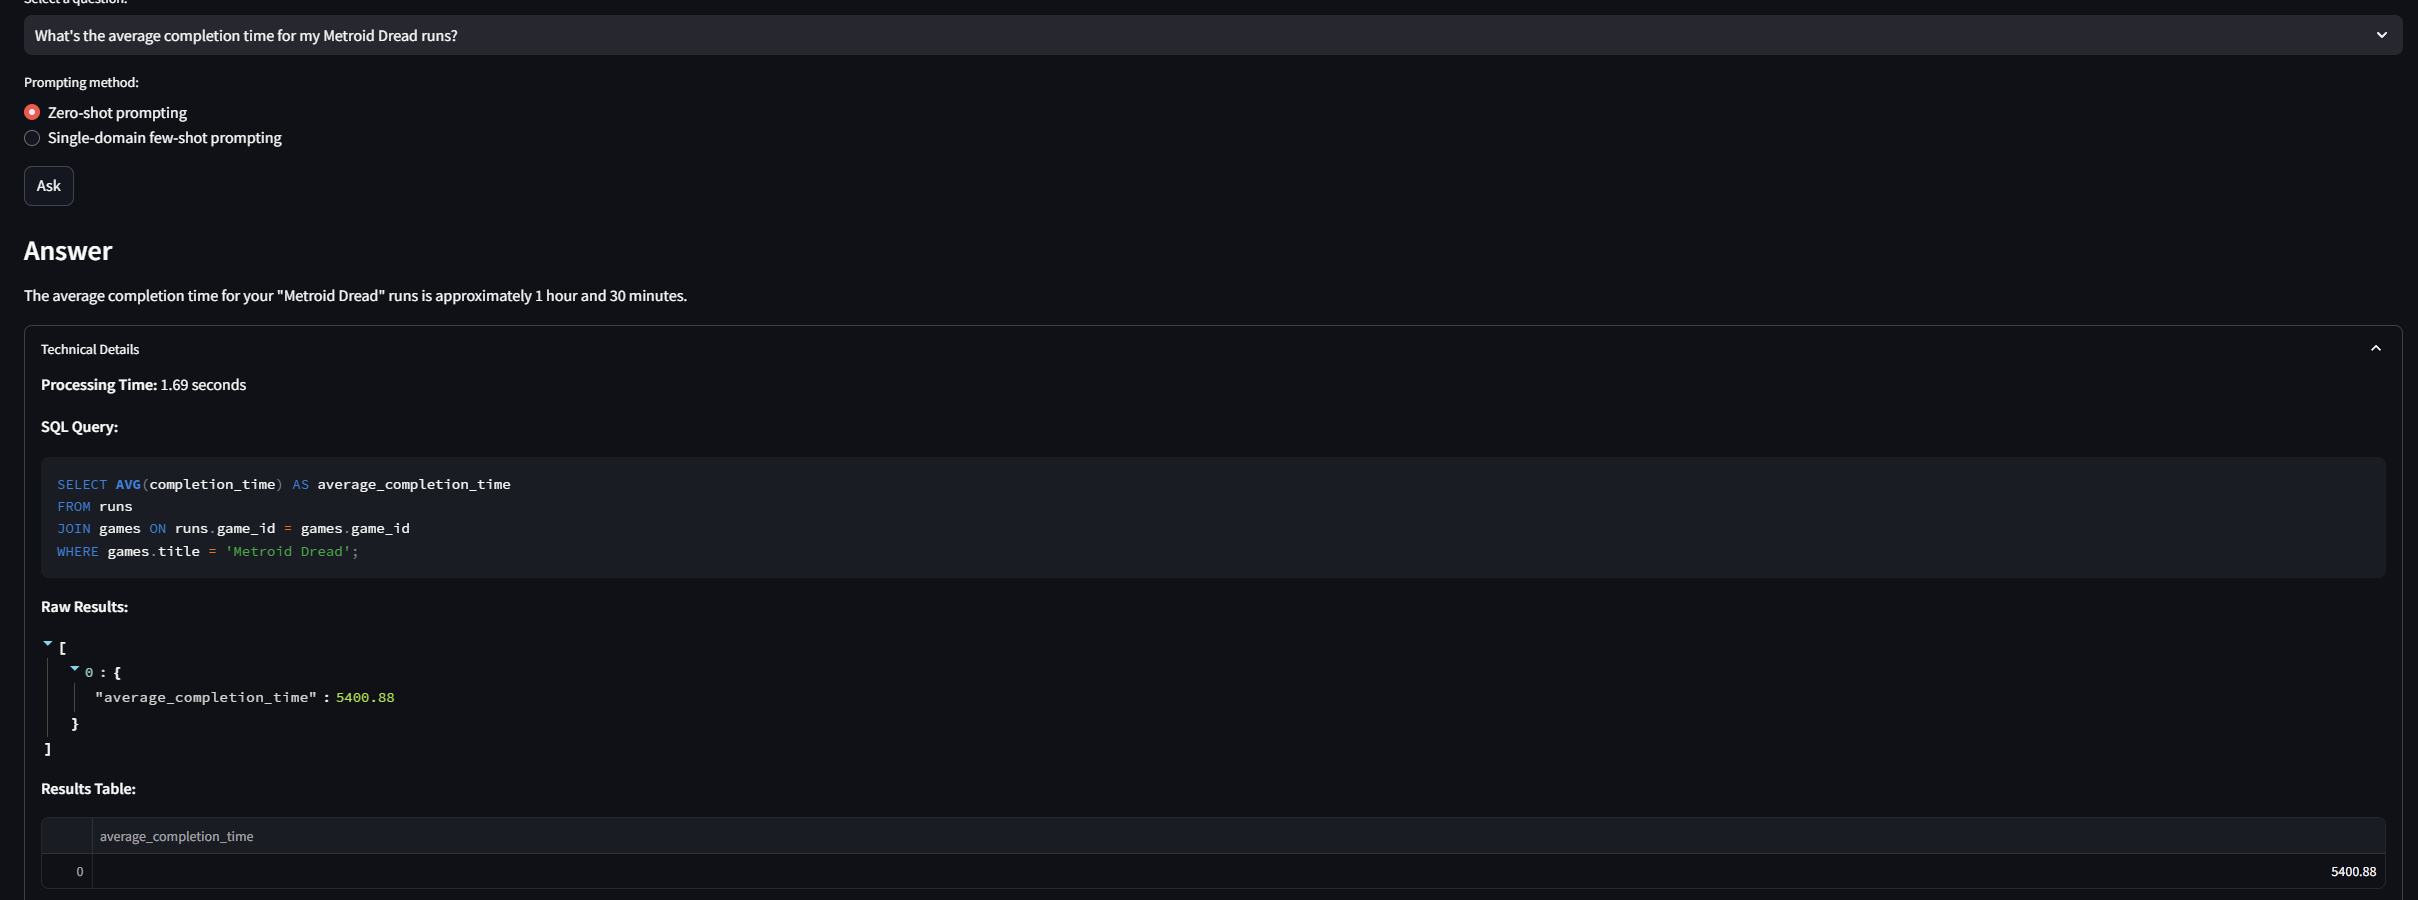 Select a question:
What's the average completion time for my Metroid Dread runs?
Prompting method:
Zero-shot prompting
Single-domain few-shot prompting
Ask
Answer
The average completion time for your "Metroid Dread" runs is approximately 1 hour and 30 minutes.
Technical Details
Processing Time: 1.69 seconds
SQL Query:
SELECT AVG(completion_time) AS average_completion_time
FROM runs
JOIN games ON runs.game_id = games.game_id
WHERE games.title = 'Metroid Dread';
Raw Results:
[
0 : {
"average_completion_time" : 5400.88
}
]
Results Table:
average_completion_time
0 5400.88